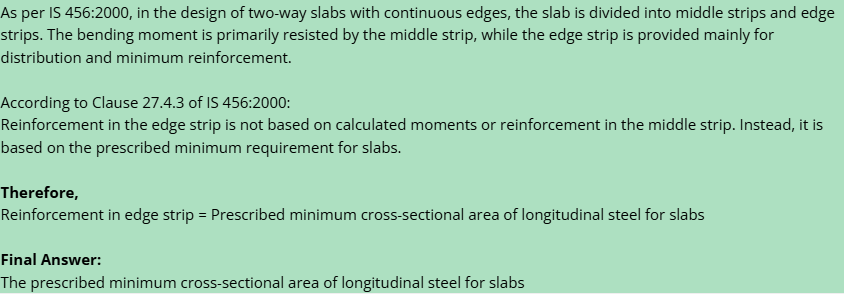 As per IS 456:2000, in the design of two-way slabs with continuous edges, the slab is divided into middle strips and edge
strips. The bending moment is primarily resisted by the middle strip, while the edge strip is provided mainly for
distribution and minimum reinforcement.
According to Clause 27.4.3 of IS 456:2000:
Reinforcement in the edge strip is not based on calculated moments or reinforcement in the middle strip. Instead, it is
based on the prescribed minimum requirement for slabs.
Therefore,
Reinforcement in edge strip = Prescribed minimum cross-sectional area of longitudinal steel for slabs
Final Answer:
The prescribed minimum cross-sectional area of longitudinal steel for slabs